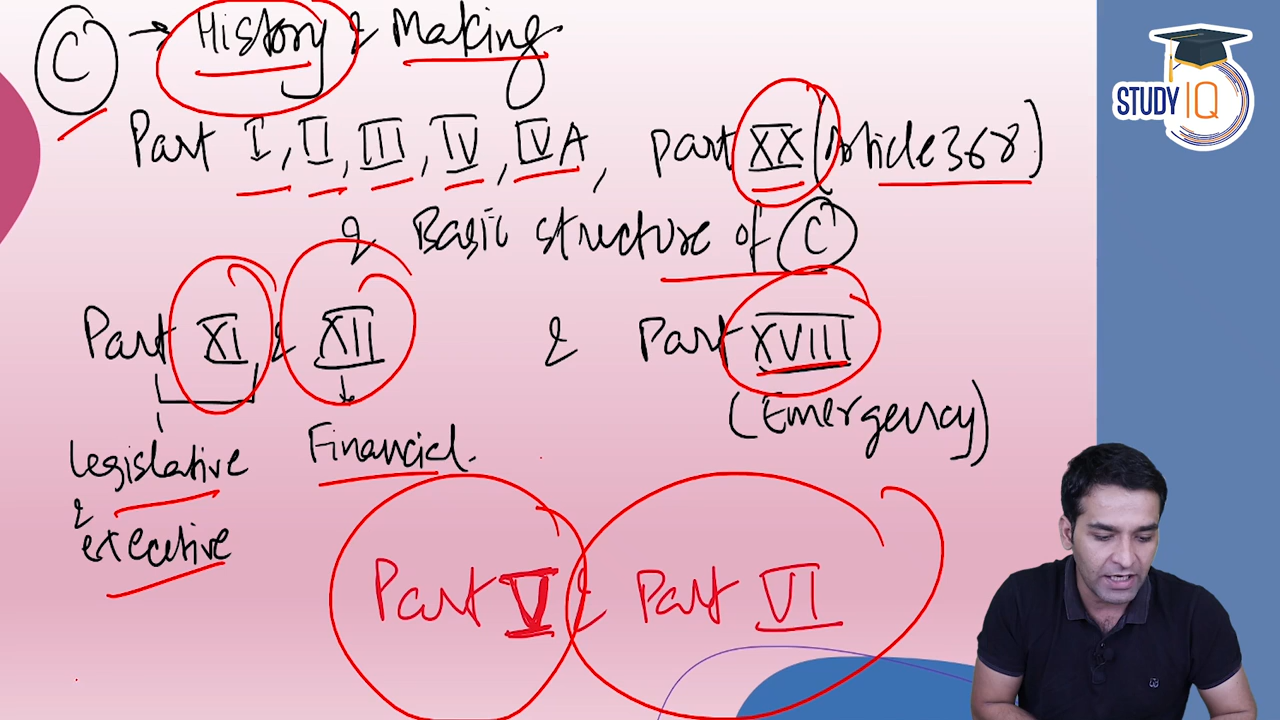 C → History & Making
Part I, II, III, IV, IVA, Part XX (Article 368)
& Basic structure of C
Part XI & XII & Part XVIII
Legislative & executive
Financial.
(Emergency)
Part V & Part VI
STUDY IQ